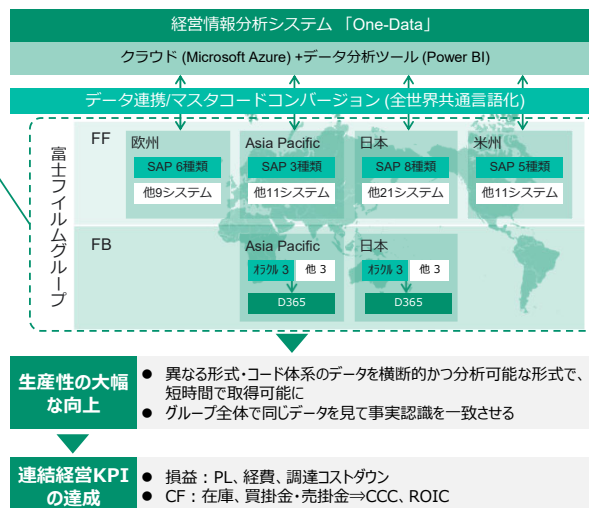 経営情報分析システム 「One-Data」
クラウド (Microsoft Azure) +データ分析ツール (Power BI)
データ連携/マスタコードコンバージョン (全世界共通言語化)
富士フイルムグループ
FF
欧州
SAP 6種類
他9システム
Asia Pacific
SAP 3種類
他11システム
日本
SAP 8種類
他21システム
米州
SAP 5種類
他11システム
FB
Asia Pacific
ｵﾗｸﾙ 3
他 3
D365
日本
ｵﾗｸﾙ 3
他 3
D365
生産性の大幅
な向上
● 異なる形式・コード体系のデータを横断的かつ分析可能な形式で、
短時間で取得可能に
● グループ全体で同じデータを見て事実認識を一致させる
連結経営KPI
の達成
● 損益：PL、経費、調達コストダウン
● CF：在庫、買掛金・売掛金⇒CCC、ROIC